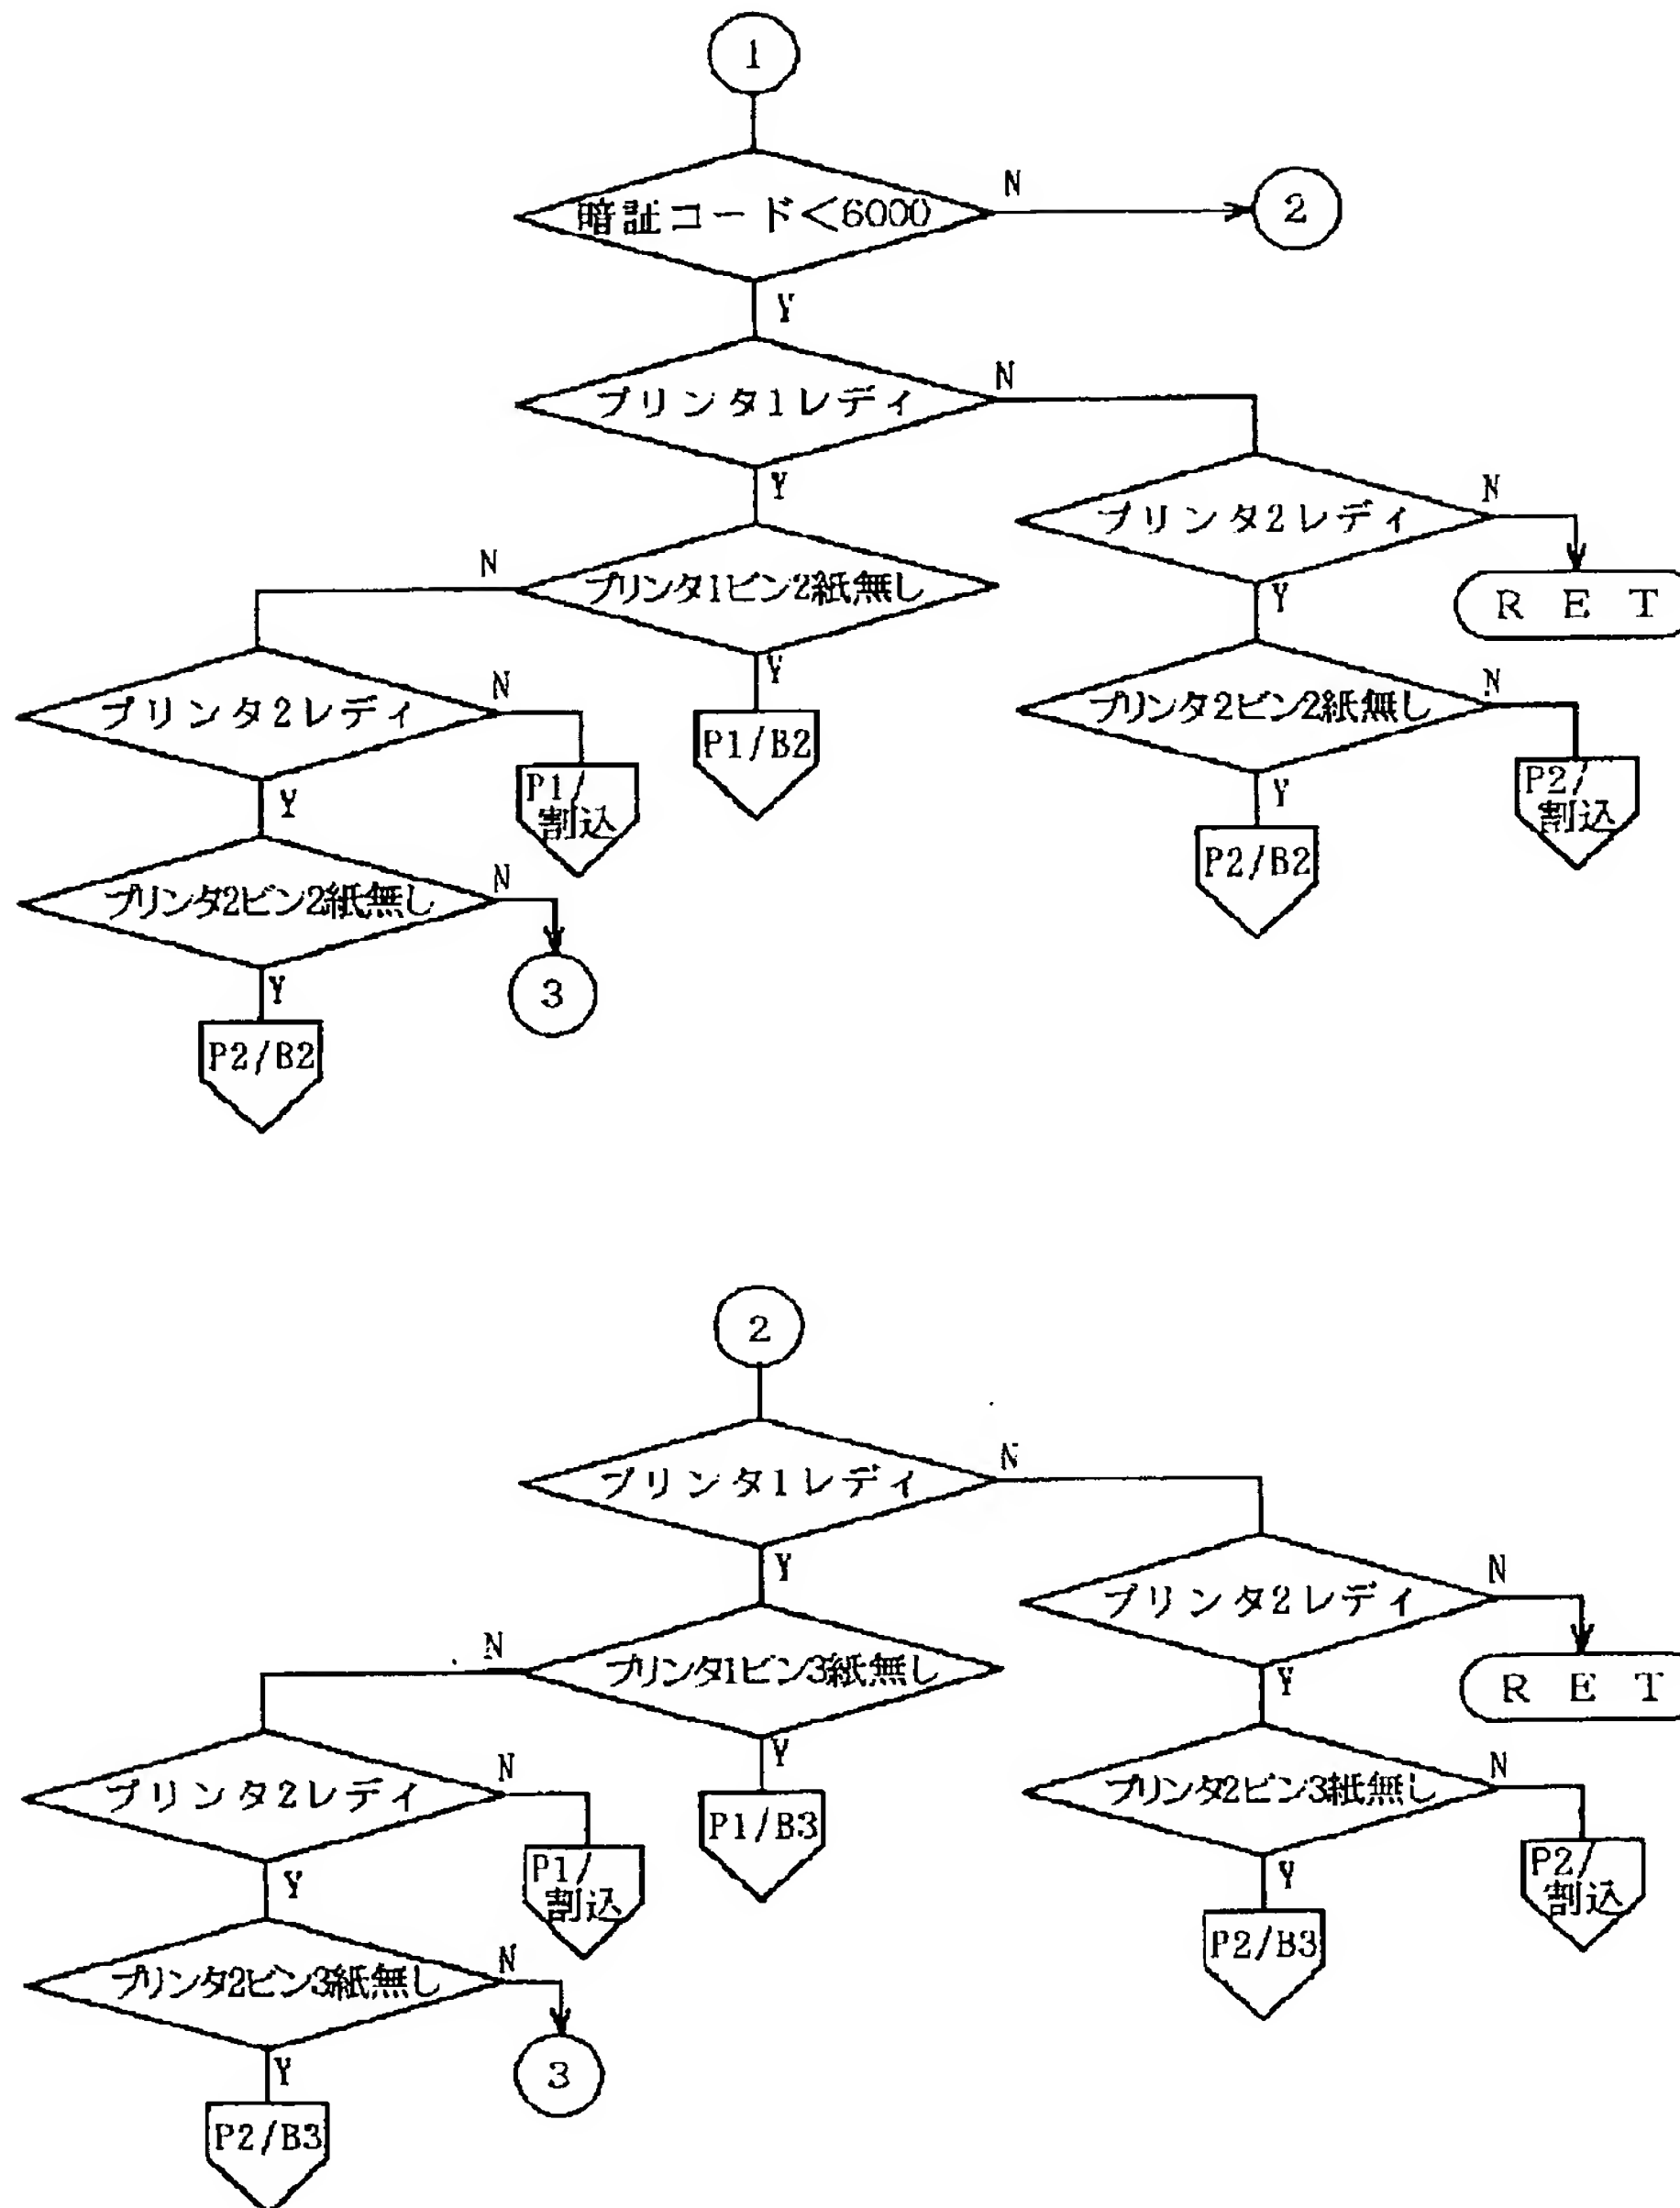 1
暗証コード<6000
N
2
Y
プリンタ1レディ
N
Y
プリンタ2レディ
N
RET
Y
プリンタ1ビン2紙無し
N
Y
P1/B2
プリンタ2レディ
N
P1/
割込
Y
プリンタ2ビン2紙無し
N
P2/
割込
Y
P2/B2
プリンタ2ビン2紙無し
N
3
Y
P2/B2
2
プリンタ1レディ
N
Y
プリンタ2レディ
N
RET
Y
プリンタ1ビン3紙無し
N
Y
P1/B3
プリンタ2レディ
N
P1/
割込
Y
プリンタ2ビン3紙無し
N
P2/
割込
Y
P2/B3
プリンタ2ビン3紙無し
N
3
Y
P2/B3